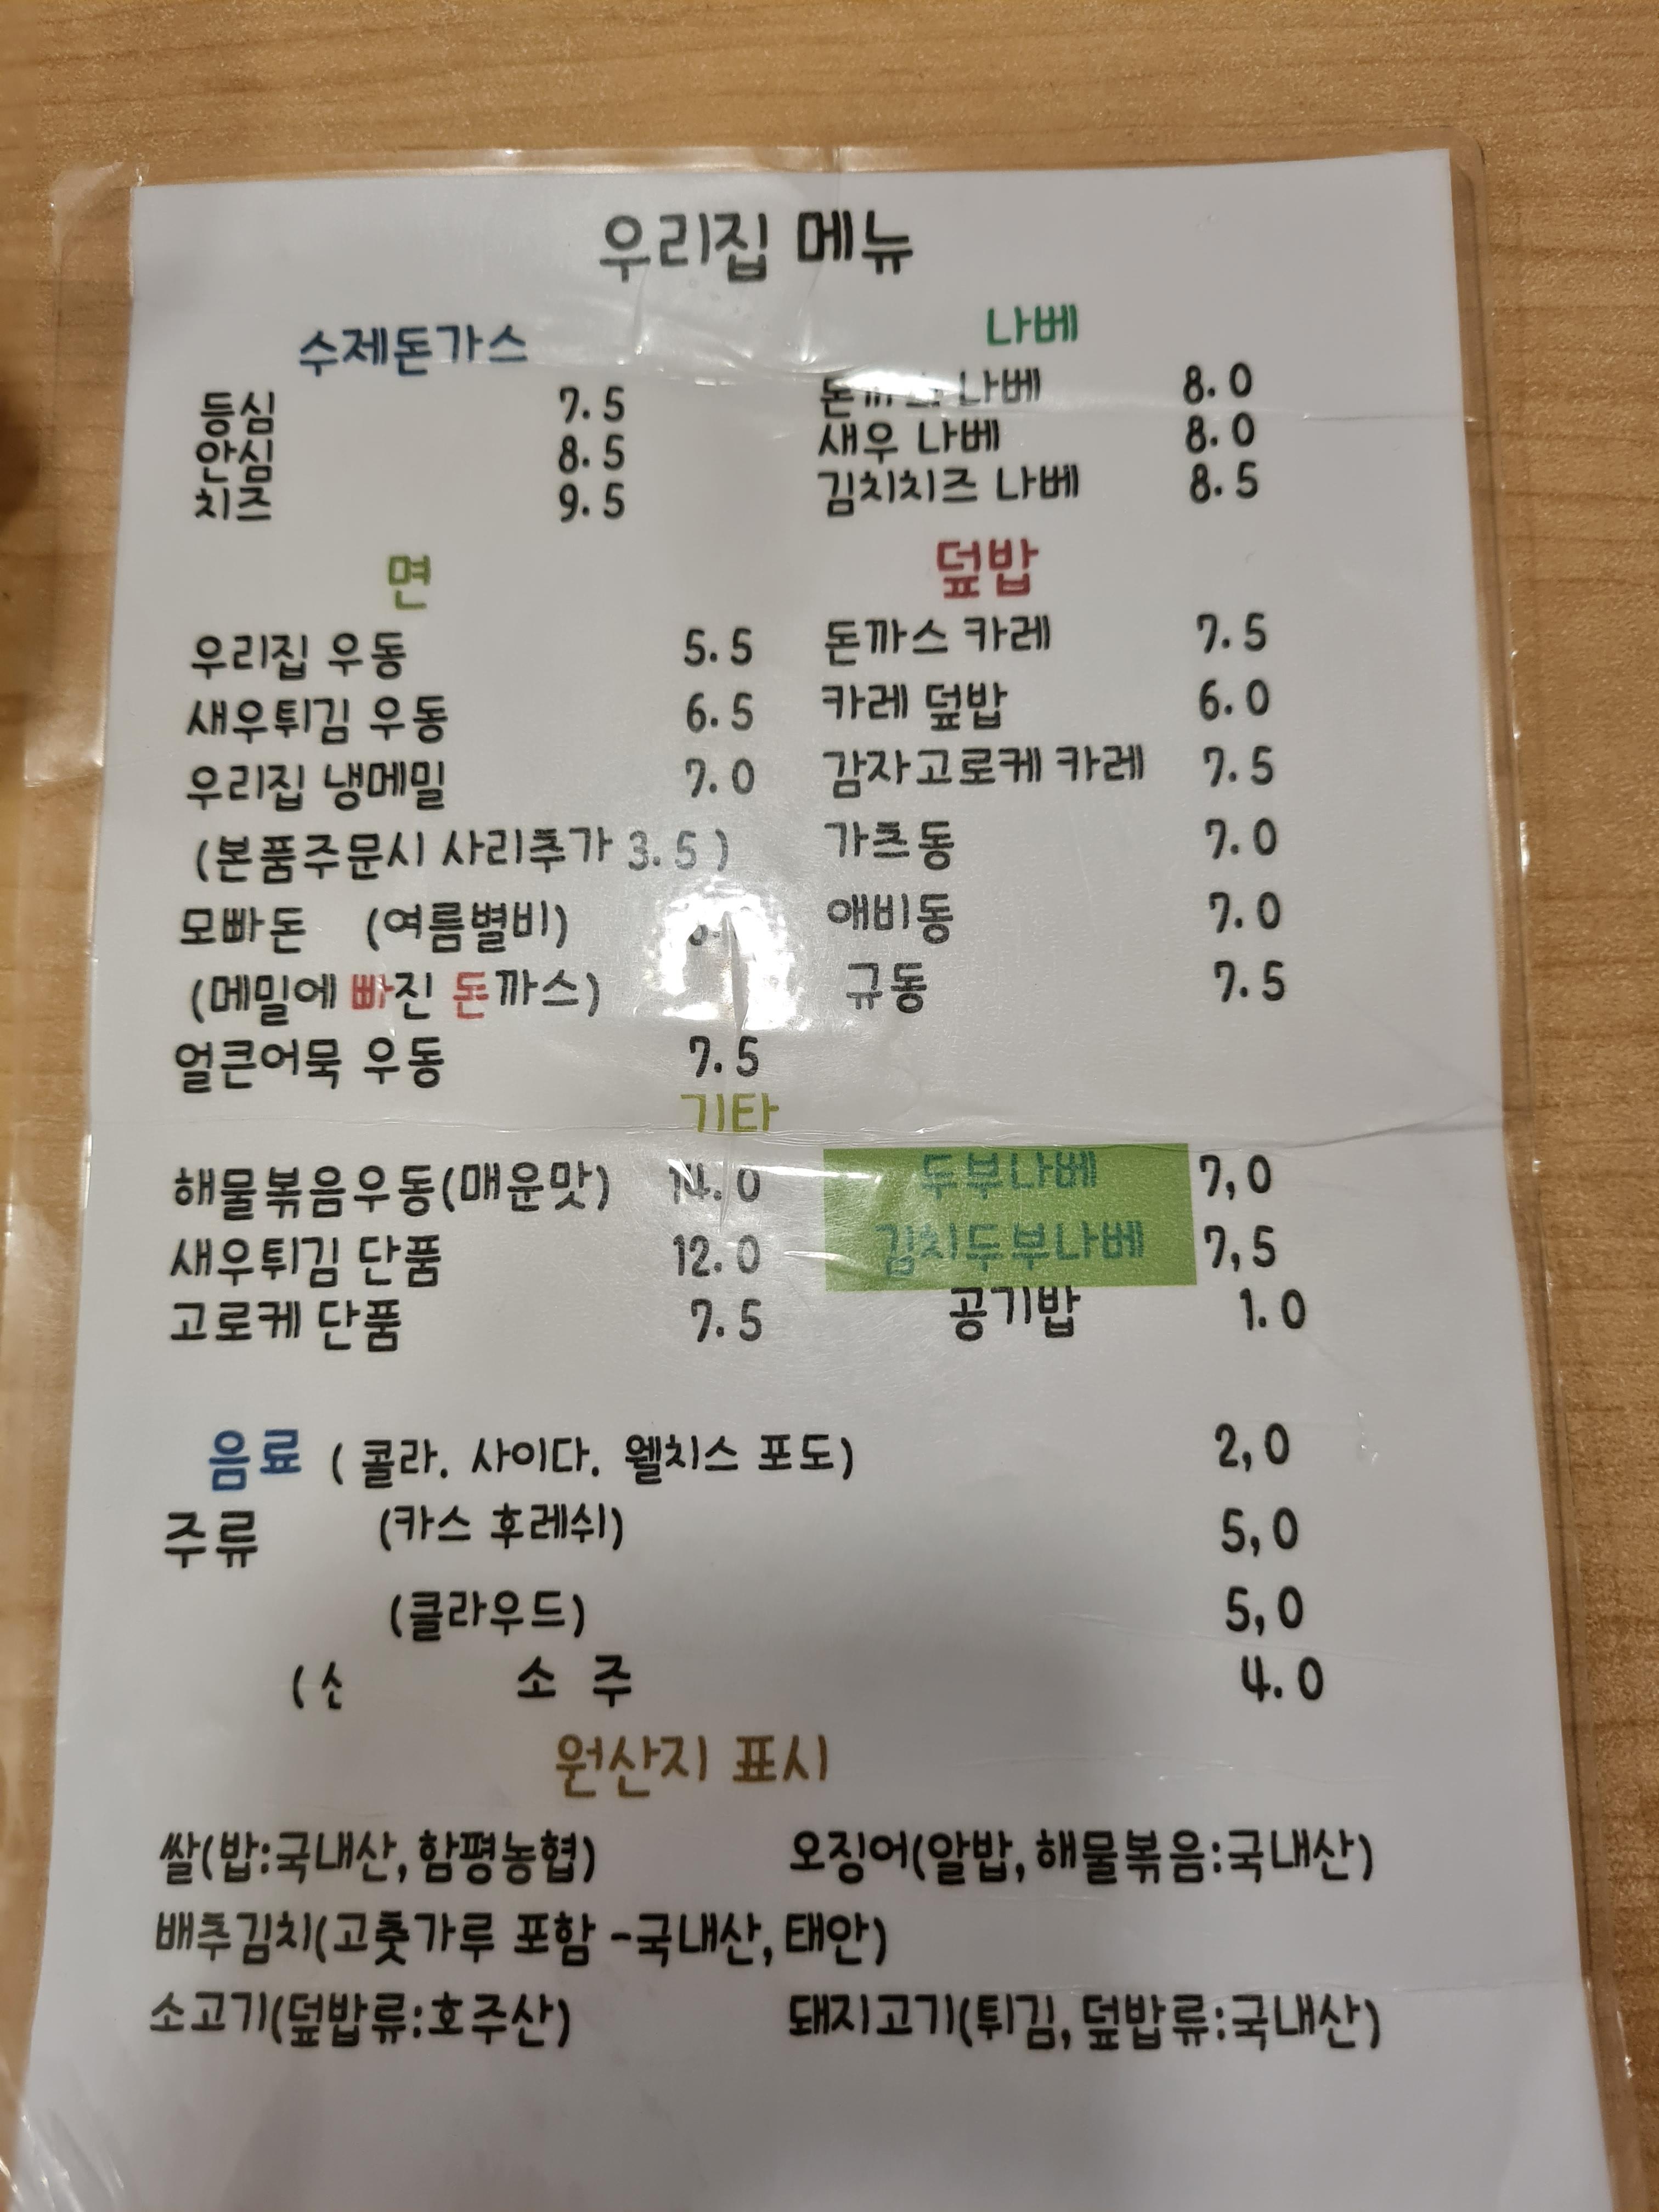 우리집 메뉴
수제돈가스
등심 7.5
안심 8.5
치즈 9.5
나베
나베 8.0
새우 나베 8.0
김치치즈 나베 8.5
면
우리집 우동 5.5
새우튀김 우동 6.5
우리집 냉메밀 7.0
(본품주문시 사리추가 3.5)
모빠돈 (여름별비)
(메밀에 빠진 돈까스)
얼큰어묵 우동 7.5
덮밥
돈까스 카레 7.5
카레 덮밥 6.0
감자고로케 카레 7.5
가츠동 7.0
애비동 7.0
규동 7.5
기타
해물볶음우동(매운맛) 14.0
새우튀김 단품 12.0
고로케 단품 7.5
두부나베 7,0
김치두부나베 7,5
공기밥 1.0
음료 (콜라. 사이다. 웰치스 포도) 2,0
주류 (카스 후레쉬) 5,0
(클라우드) 5,0
소 주 4.0
원산지 표시
쌀(밥:국내산, 함평농협) 오징어(알밥, 해물볶음:국내산)
배추김치(고춧가루 포함 -국내산, 태안)
소고기(덮밥류:호주산) 돼지고기(튀김, 덮밥류:국내산)